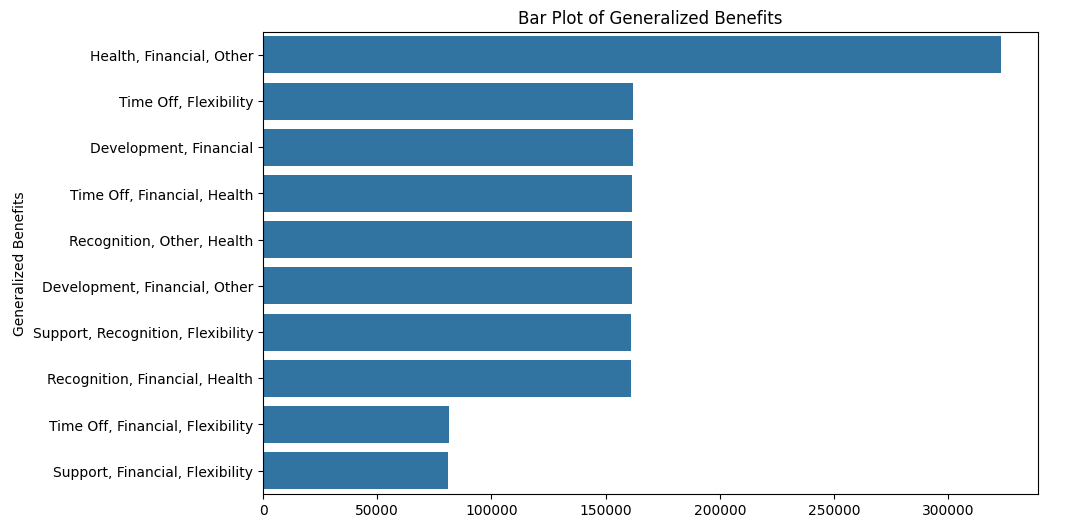 Bar Plot of Generalized Benefits
Generalized Benefits
Health, Financial, Other
Time Off, Flexibility
Development, Financial
Time Off, Financial, Health
Recognition, Other, Health
Development, Financial, Other
Support, Recognition, Flexibility
Recognition, Financial, Health
Time Off, Financial, Flexibility
Support, Financial, Flexibility
0 50000 100000 150000 200000 250000 300000